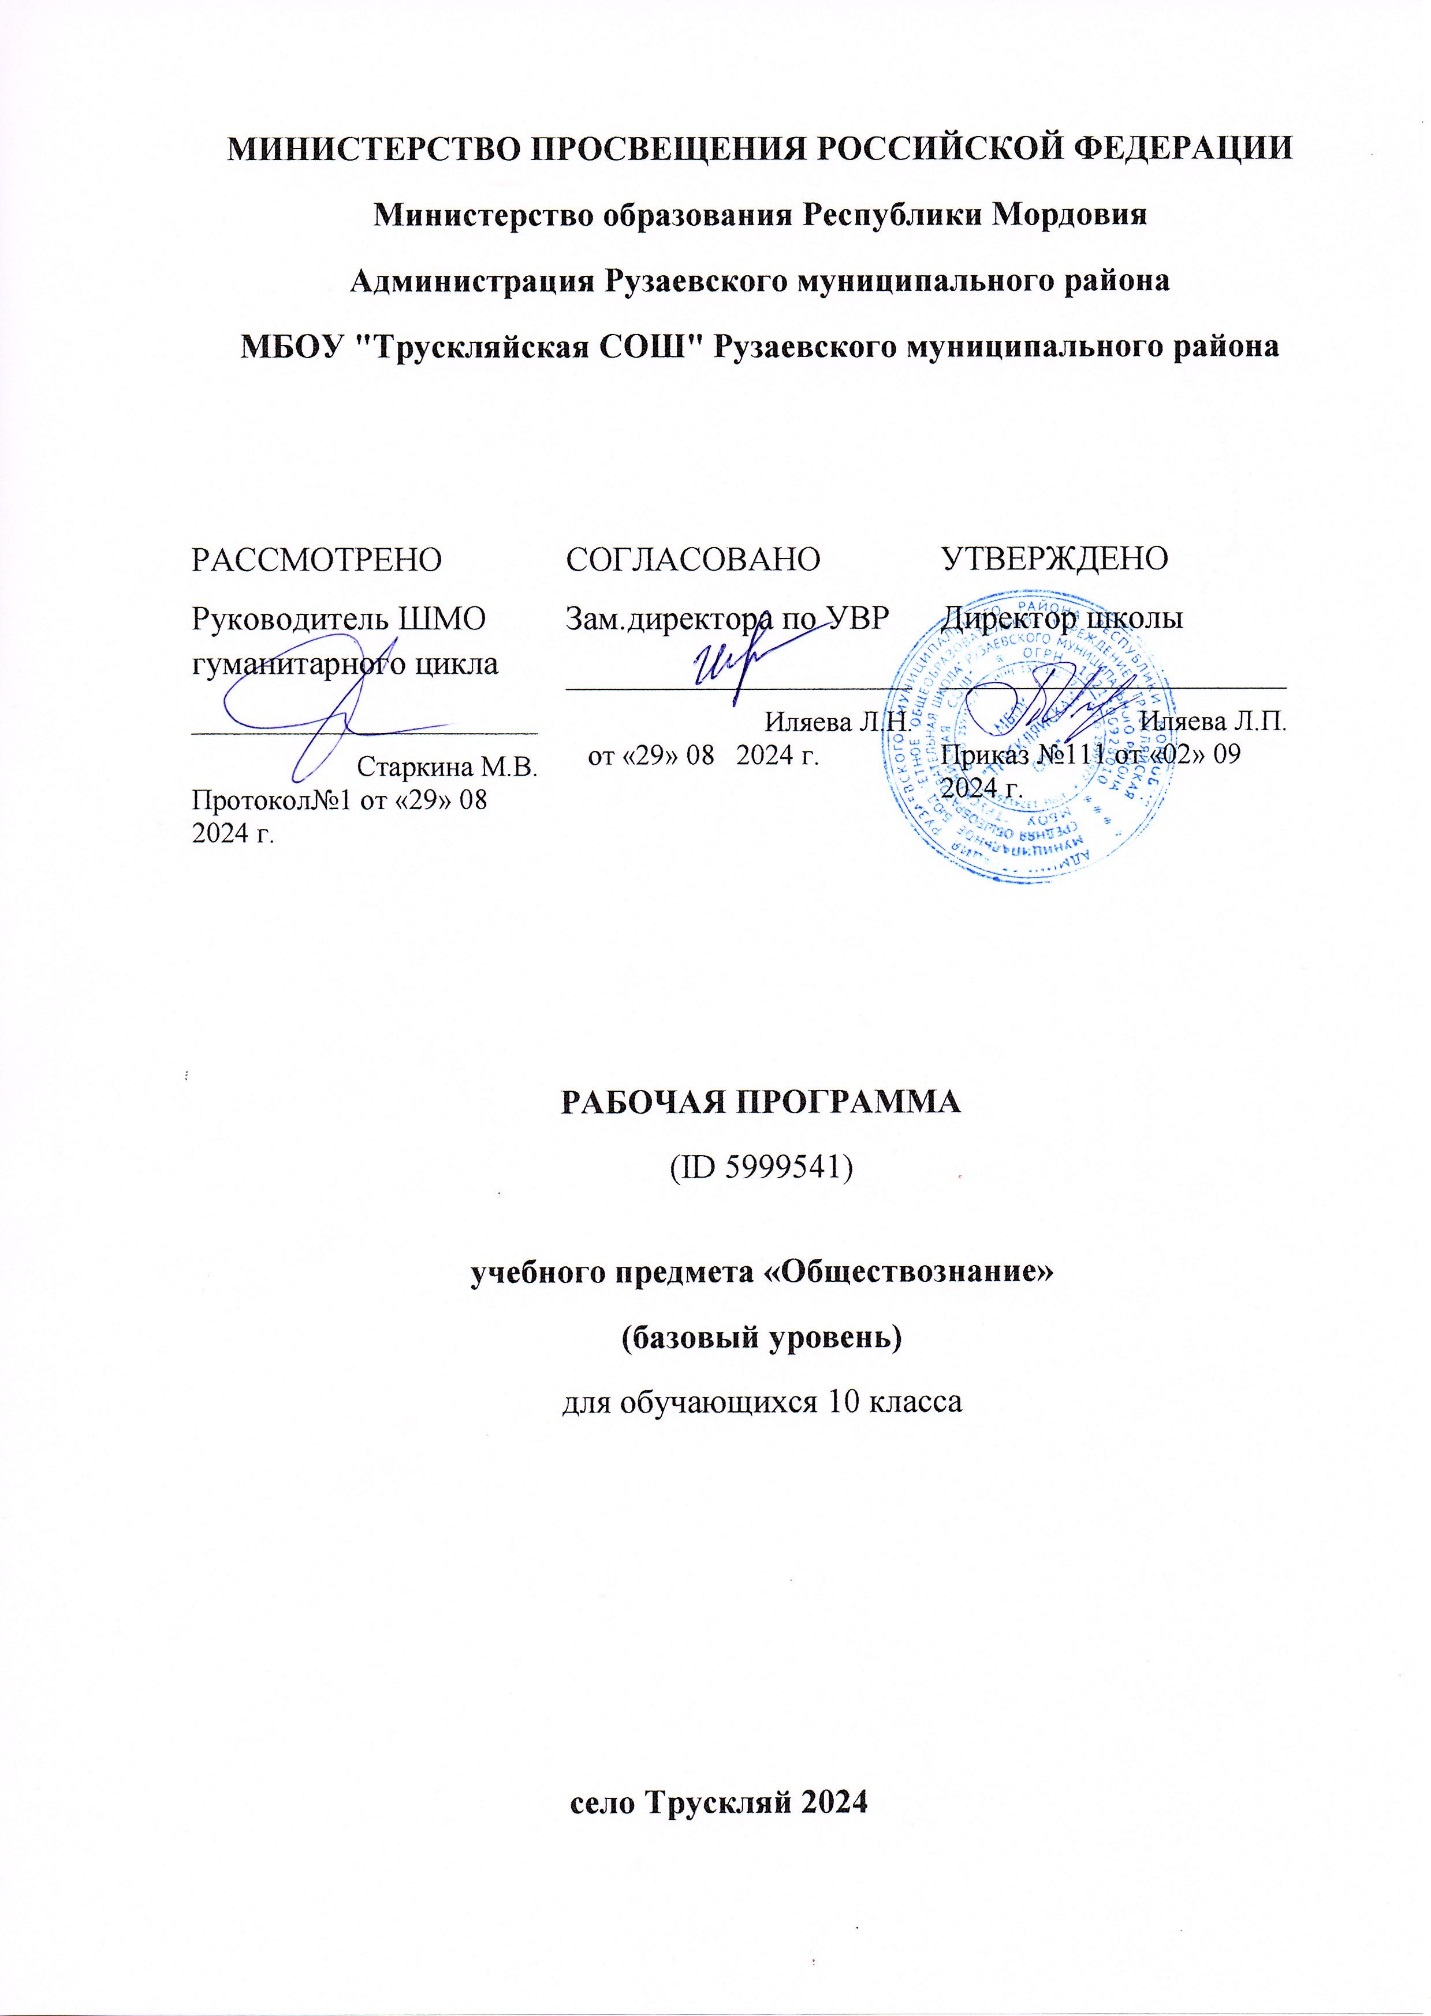 МИНИСТЕРСТВО ПРОСВЕЩЕНИЯ РОССИЙСКОЙ ФЕДЕРАЦИИ
Министерство образования Республики Мордовия
Администрация Рузаевского муниципального района
МБОУ "Трускляйская СОШ" Рузаевского муниципального района
РАССМОТРЕНО
Руководитель ШМО
гуманитарного цикла
Старкина М.В.
Протокол№1 от «29» 08
2024 г.
СОГЛАСОВАНО
Зам.директора по УВР
Иляева Л.Н.
от «29» 08 2024 г.
УТВЕРЖДЕНО
Директор школы
Иляева Л.П.
Приказ №111 от «02» 09
2024 г.
РАБОЧАЯ ПРОГРАММА
(ID 5999541)
учебного предмета «Обществознание»
(базовый уровень)
для обучающихся 10 класса
село Трускляй 2024